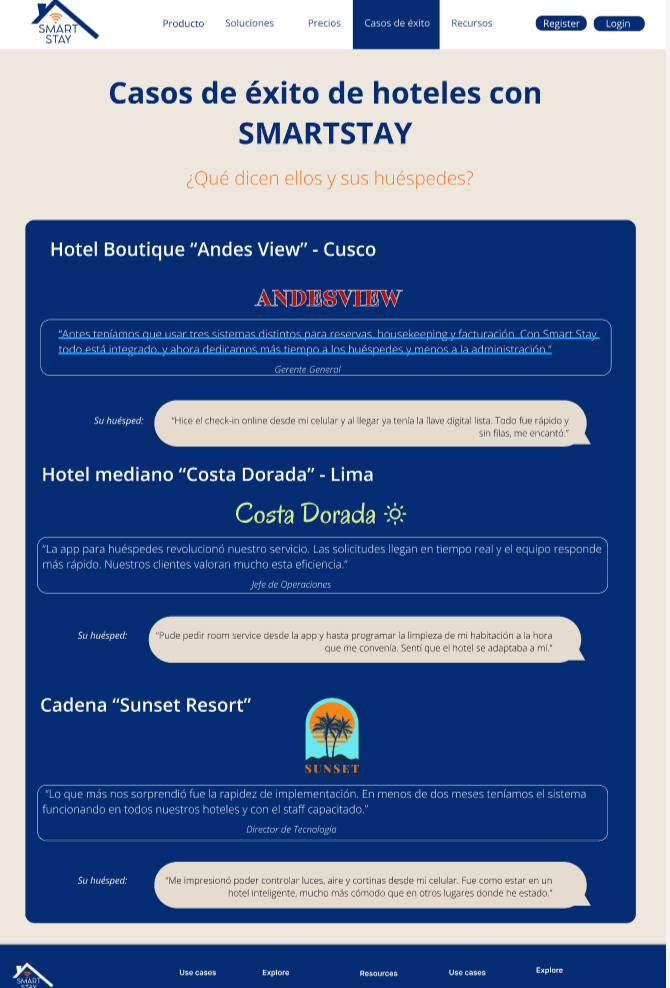 SMART
STAY
Producto
Soluciones
Precios
Casos de éxito
Recursos
Register
Login
Casos de éxito de hoteles con
SMARTSTAY
¿Qué dicen ellos y sus huéspedes?
Hotel Boutique “Andes View” - Cusco
ANDESVIEW
“Antes teníamos que usar tres sistemas distintos para reservas, housekeeping y facturación. Con Smart Stay,
todo está integrado, y ahora dedicamos más tiempo a los huéspedes y menos a la administración.”
Gerente General
Su huésped:
“Hice el check-in online desde mi celular y al llegar ya tenía la llave digital lista. Todo fue rápido y
sin filas, me encantó.”
Hotel mediano “Costa Dorada” - Lima
Costa Dorada
“La app para huéspedes revolucionó nuestro servicio. Las solicitudes llegan en tiempo real y el equipo responde
más rápido. Nuestros clientes valoran mucho esta eficiencia.”
Jefe de Operaciones
Su huésped:
“Pude pedir room service desde la app y hasta programar la limpieza de mi habitación a la hora
que me convenía. Sentí que el hotel se adaptaba a mí.”
Cadena “Sunset Resort”
SUNSET
“Lo que más nos sorprendió fue la rapidez de implementación. En menos de dos meses teníamos el sistema
funcionando en todos nuestros hoteles y con el staff capacitado.”
Director de Tecnología
Su huésped:
“Me impresionó poder controlar luces, aire y cortinas desde mi celular. Fue como estar en un
hotel inteligente, mucho más cómodo que en otros lugares donde he estado.”
SMART
STAY
Use cases
Explore
Resources
Use cases
Explore